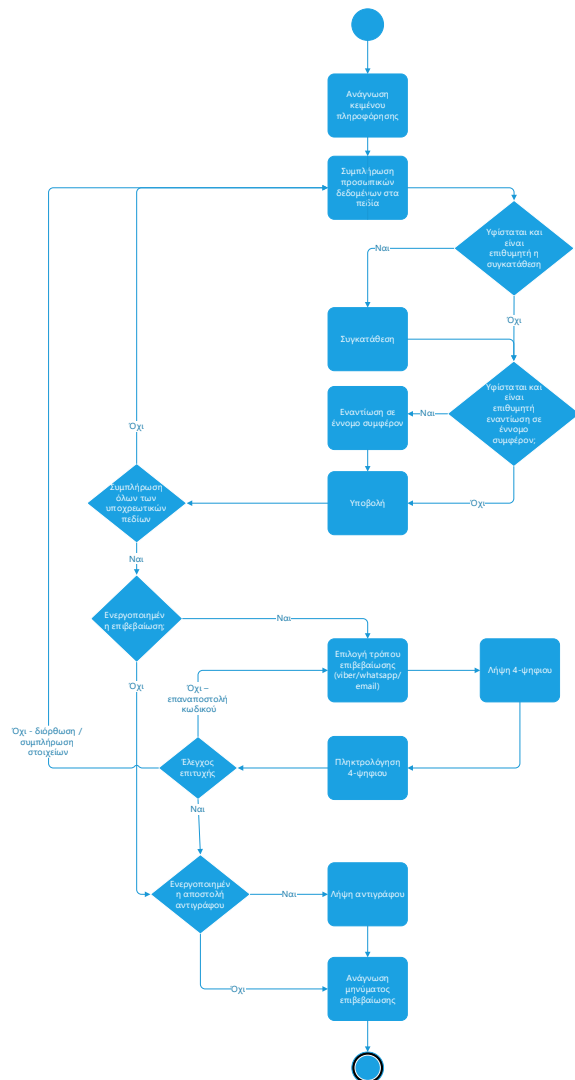 Ανάγνωση
κειμένου
πληροφόρησης
Συμπλήρωση
προσωπικών
δεδομένων στα
πεδία
Υφίσταται και
είναι
επιθυμητή η
συγκατάθεση
Ναι
Όχι
Συγκατάθεση
Υφίσταται και
είναι
επιθυμητή
εναντίωση σε
έννομο
συμφέρον;
Ναι
Εναντίωση σε
έννομο συμφέρον
Όχι
Υποβολή
Όχι
Συμπλήρωση
όλων των
υποχρεωτικών
πεδίων
Ναι
Ενεργοποιημέν
η επιβεβαίωση;
Ναι
Όχι
Επιλογή τρόπου
επιβεβαίωσης
(viber/whatsapp/
email)
Λήψη 4-ψηφιου
Όχι –
επαναποστολή
κωδικού
Όχι - διόρθωση /
συμπλήρωση
στοιχείων
Έλεγχος
επιτυχής
Πληκτρολόγηση
4-ψηφιου
Ναι
Ενεργοποιημέν
η αποστολή
αντιγράφου
Ναι
Λήψη αντιγράφου
Όχι
Ανάγνωση
μηνύματος
επιβεβαίωσης